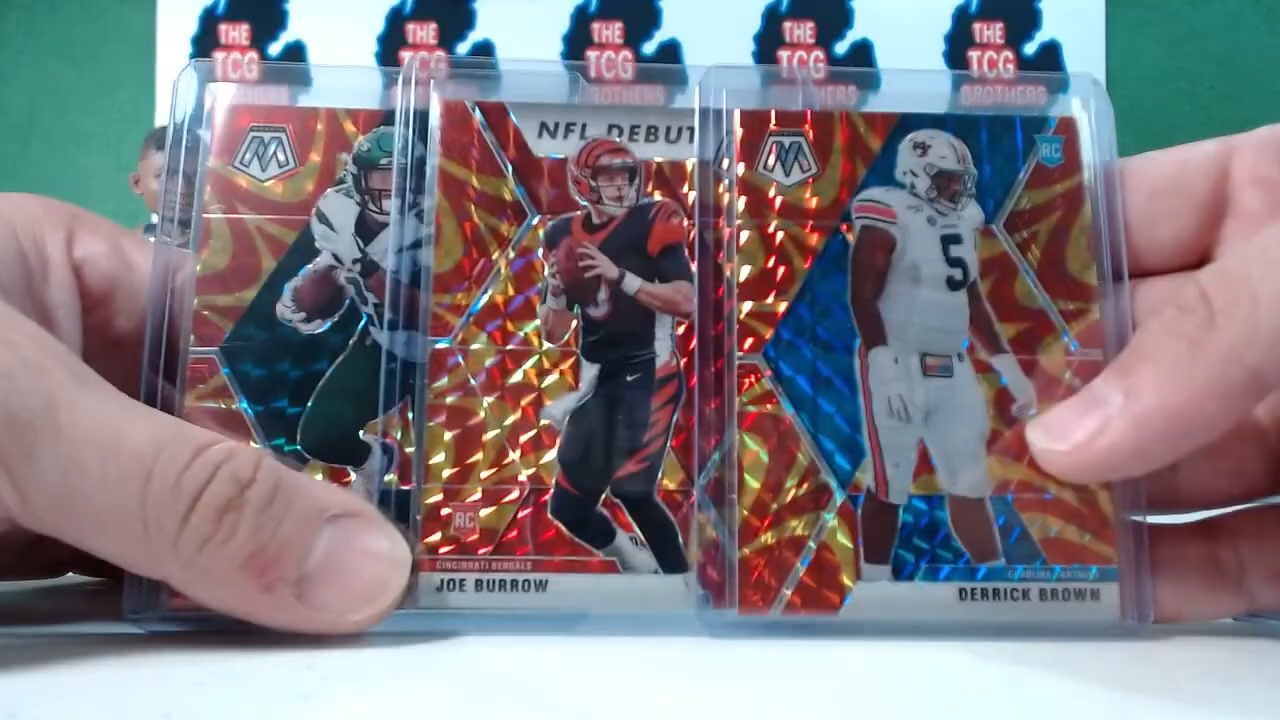 THE THE THE THE THE
TCG TCG TCG TCG TCG
BROTHERS
NFL DEBUT
RC
5
RC
CINCINNATI BENGALS
JOE BURROW
CAROLINA PANTHERS
DERRICK BROWN